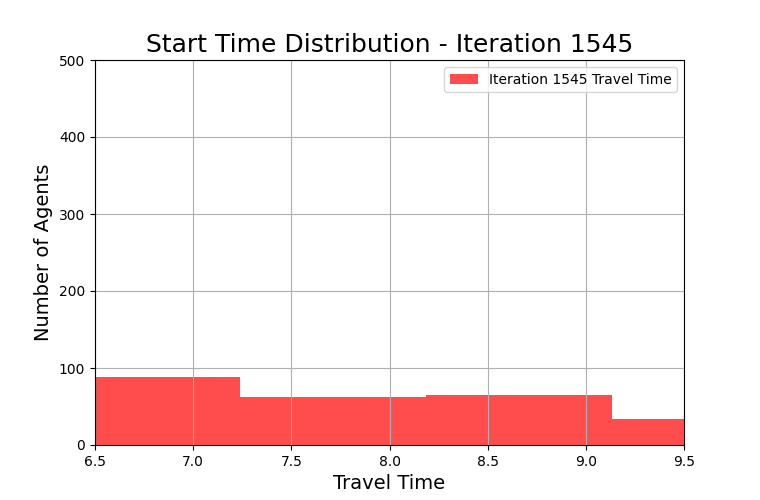 Start Time Distribution - Iteration 1545
Iteration 1545 Travel Time
Number of Agents
500
400
300
200
100
0
6.5 7.0 7.5 8.0 8.5 9.0 9.5
Travel Time